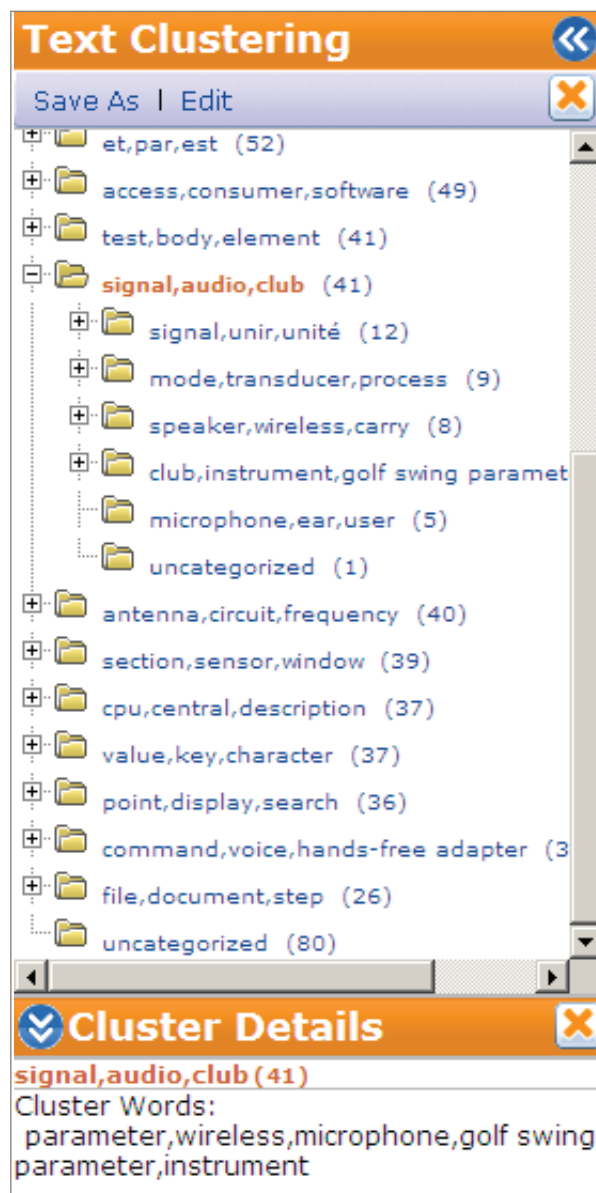 Text Clustering
Save As | Edit
et,par,est (52)
access,consumer,software (49)
test,body,element (41)
signal,audio,club (41)
signal,unir,unité (12)
mode,transducer,process (9)
speaker,wireless,carry (8)
club,instrument,golf swing paramet
microphone,ear,user (5)
uncategorized (1)
antenna,circuit,frequency (40)
section,sensor,window (39)
cpu,central,description (37)
value,key,character (37)
point,display,search (36)
command,voice,hands-free adapter (3
file,document,step (26)
uncategorized (80)
Cluster Details
signal,audio,club (41)
Cluster Words:
parameter,wireless,microphone,golf swing
parameter,instrument